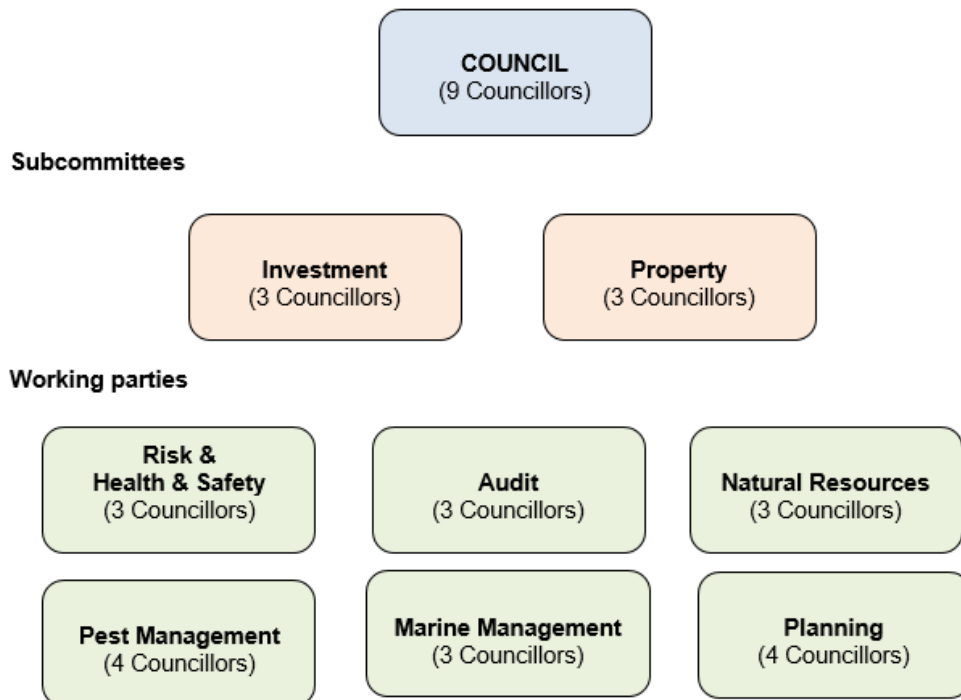 COUNCIL
(9 Councillors)
Subcommittees
Investment
(3 Councillors)
Property
(3 Councillors)
Working parties
Risk &
Health & Safety
(3 Councillors)
Audit
(3 Councillors)
Natural Resources
(3 Councillors)
Pest Management
(4 Councillors)
Marine Management
(3 Councillors)
Planning
(4 Councillors)